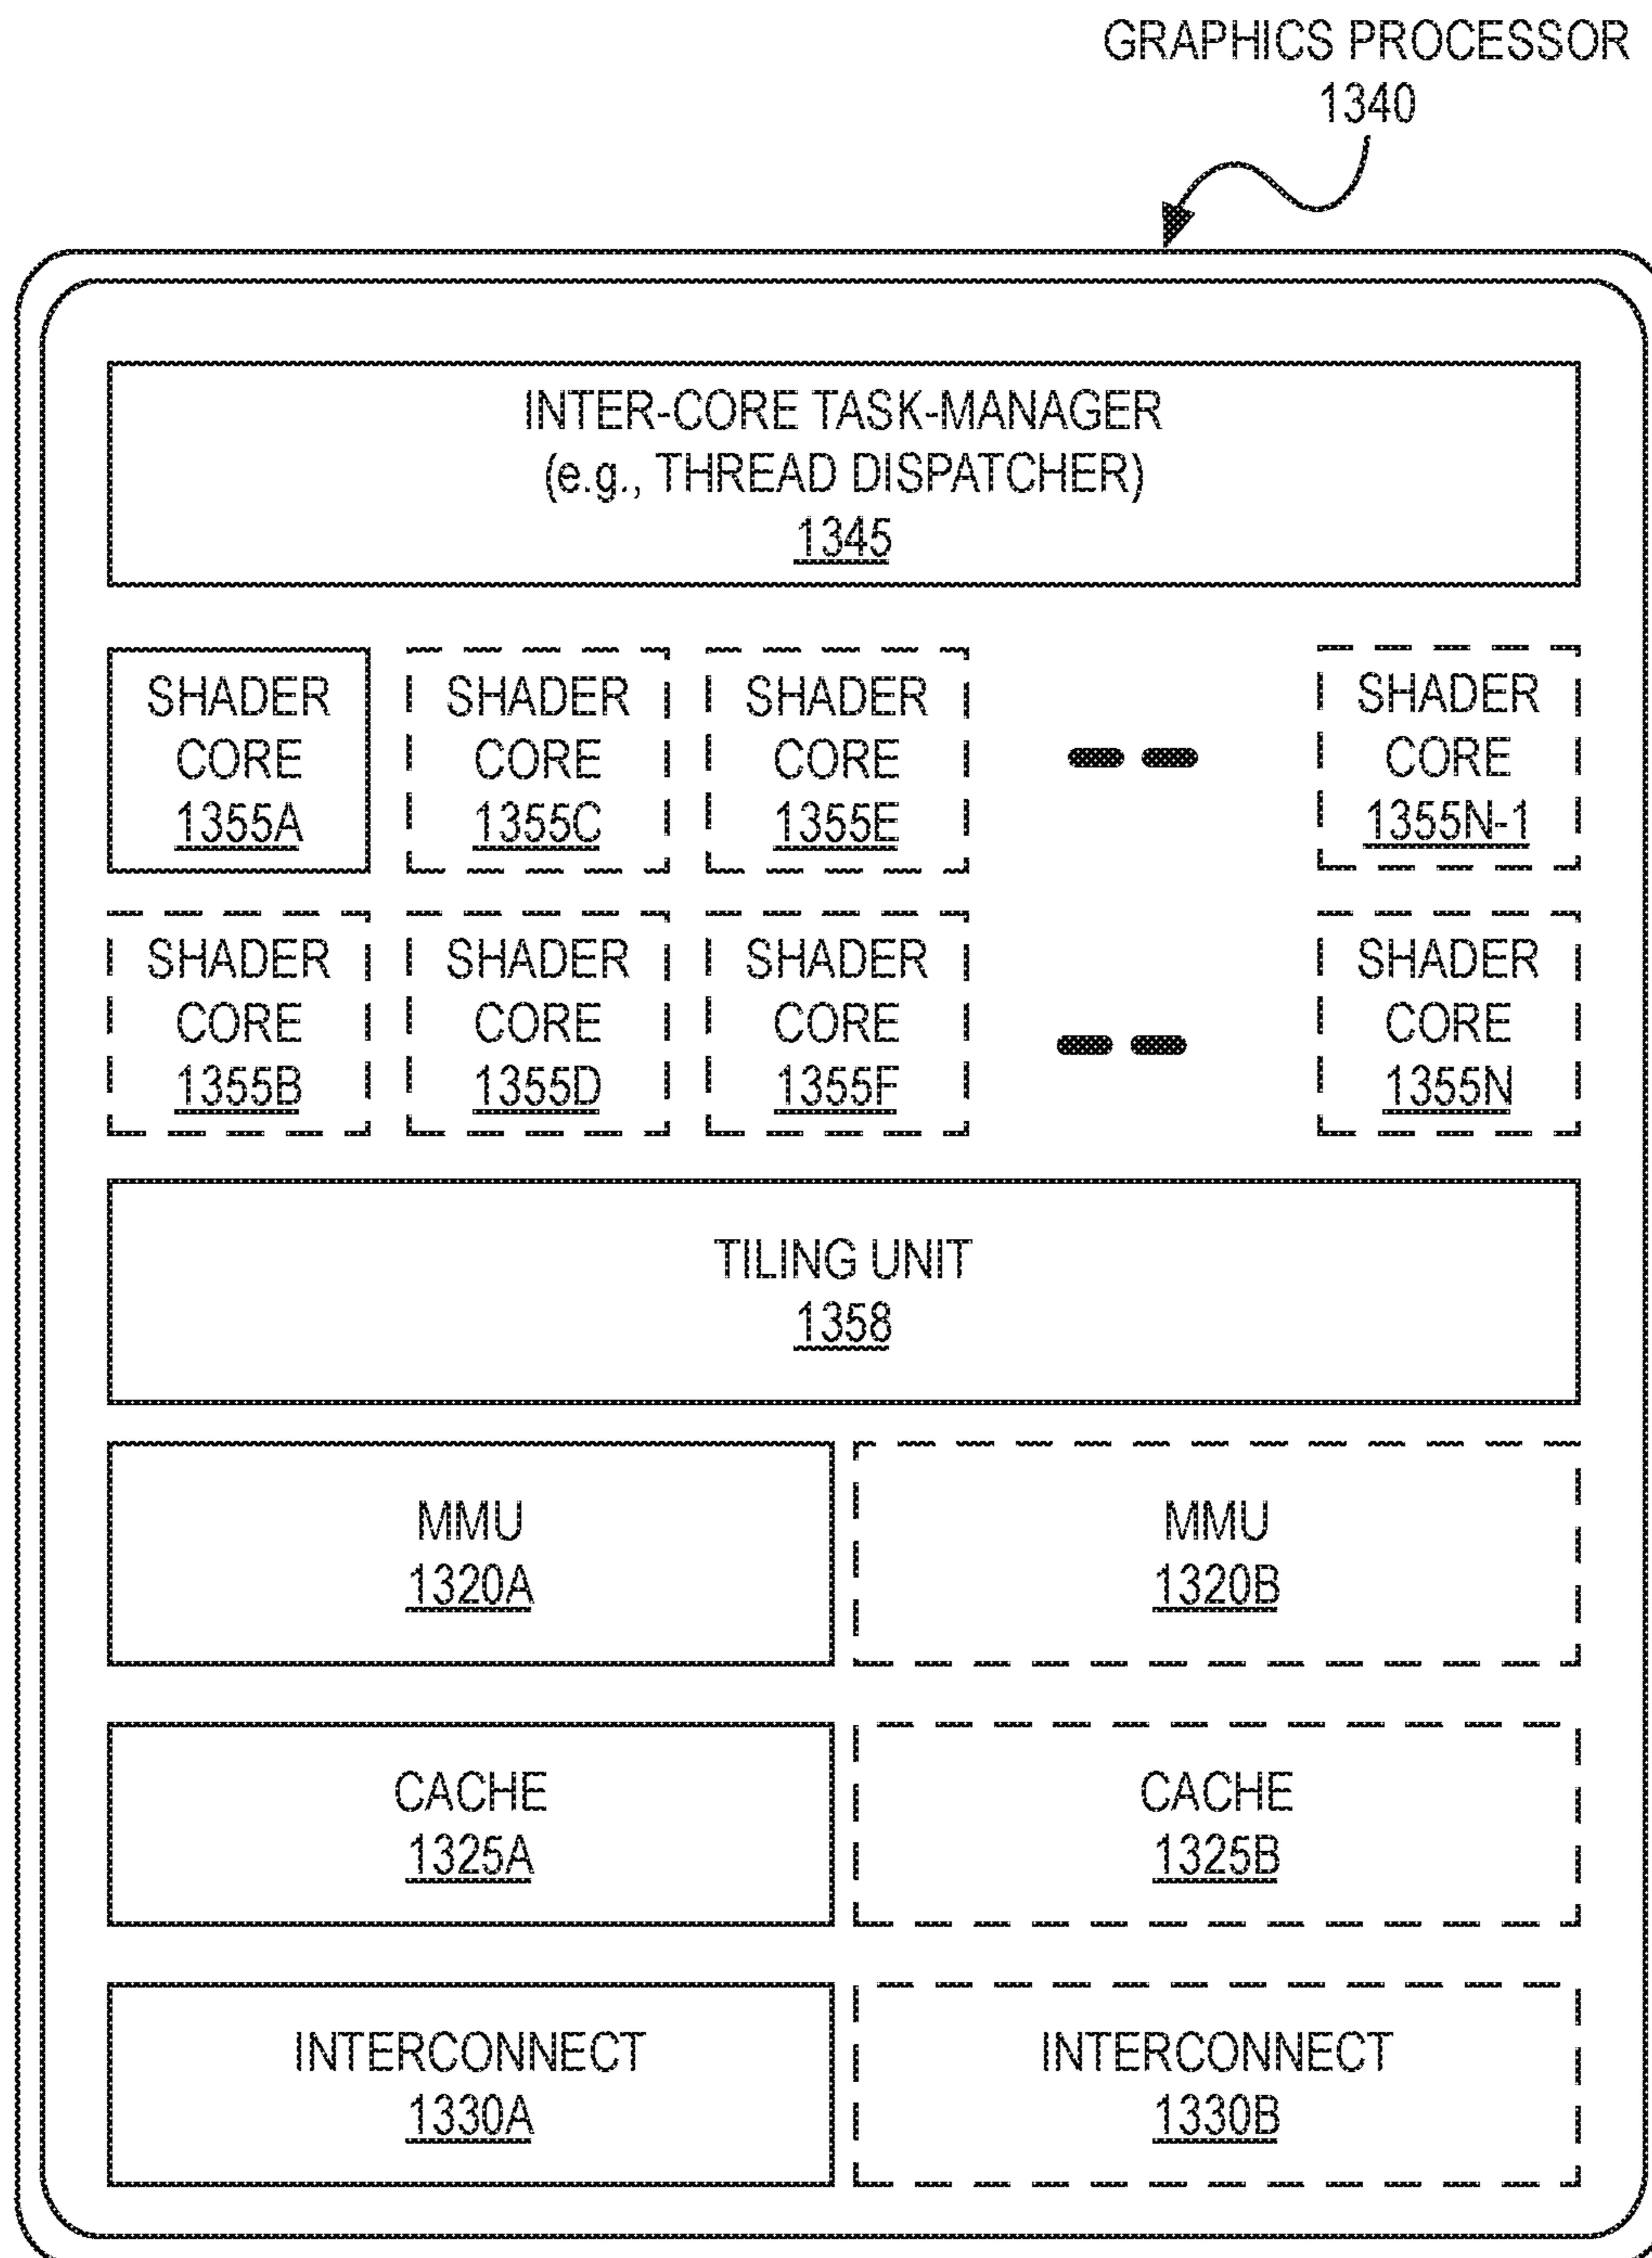 GRAPHICS PROCESSOR
1340
INTER-CORE TASK-MANAGER
(e.g., THREAD DISPATCHER)
1345
SHADER
CORE
1355A
SHADER
CORE
1355C
SHADER
CORE
1355E
SHADER
CORE
1355N-1
SHADER
CORE
1355B
SHADER
CORE
1355D
SHADER
CORE
1355F
SHADER
CORE
1355N
TILING UNIT
1358
MMU
1320A
MMU
1320B
CACHE
1325A
CACHE
1325B
INTERCONNECT
1330A
INTERCONNECT
1330B